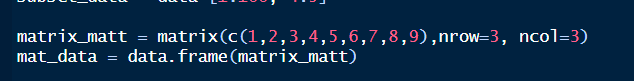 matrix_matt = matrix(c(1,2,3,4,5,6,7,8,9),nrow=3, ncol=3)
mat_data = data.frame(matrix_matt)